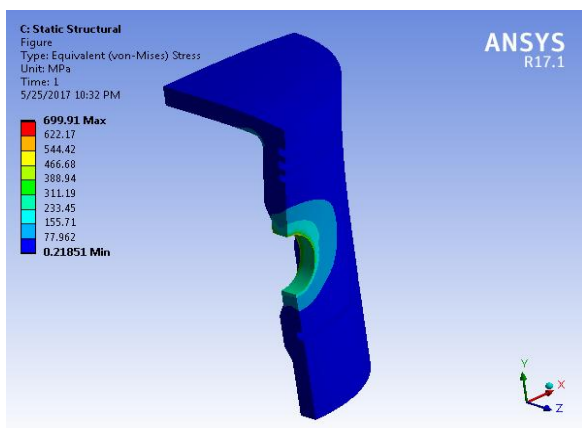 C: Static Structural
Figure
Type: Equivalent (von-Mises) Stress
Unit: MPa
Time: 1
5/25/2017 10:32 PM
699.91 Max
622.17
544.42
466.68
388.94
311.19
233.45
155.71
77.962
0.21851 Min
ANSYS
R17.1
Y
X
Z